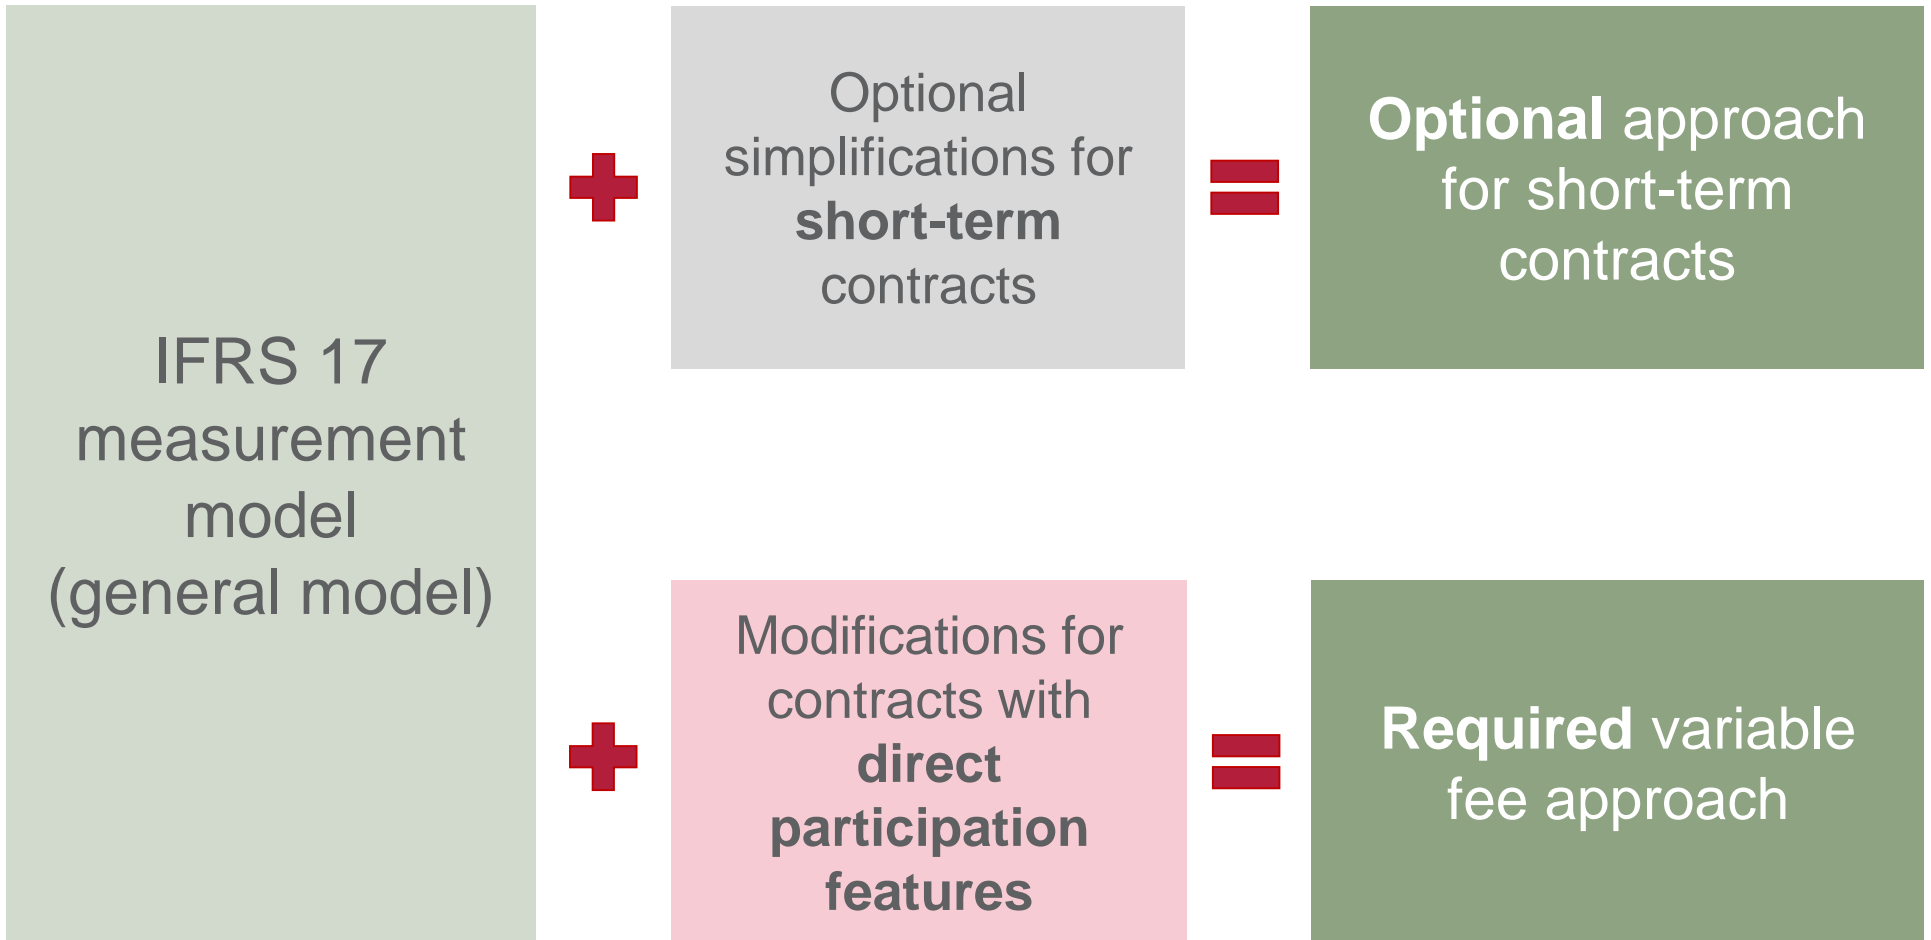 IFRS 17
measurement
model
(general model)
Optional
simplifications for
short-term
contracts
Optional approach
for short-term
contracts
Modifications for
contracts with
direct
participation
features
Required variable
fee approach